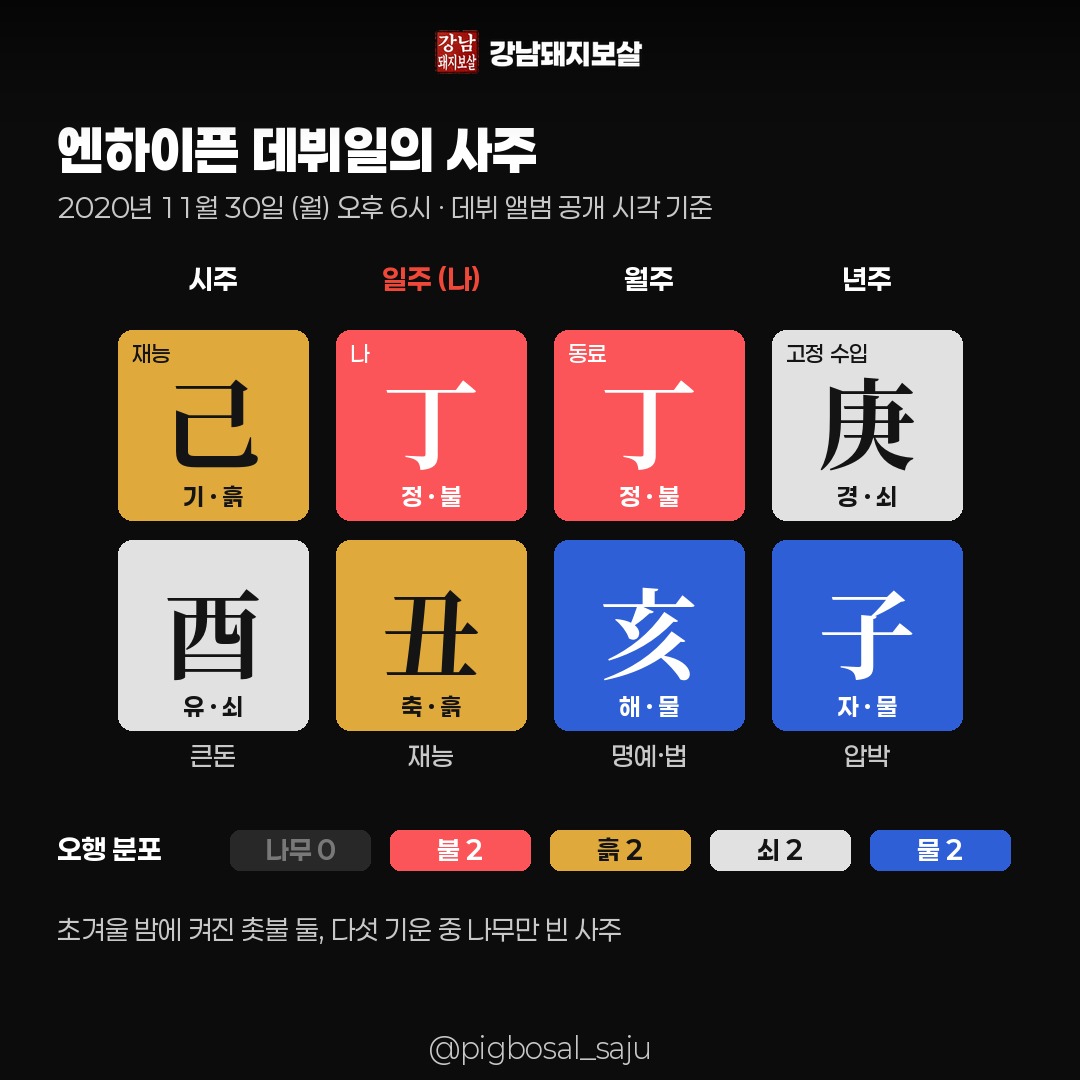 강남
돼지보살
강남돼지보살
엔하이픈 데뷔일의 사주
2020년 11월 30일 (월) 오후 6시 · 데뷔 앨범 공개 시각 기준
시주 일주 (나) 월주 년주
재능 나 동료 고정 수입
己 丁 丁 庚
기 · 흙 정 · 불 정 · 불 경 · 쇠
酉 丑 亥 子
유 · 쇠 축 · 흙 해 · 물 자 · 물
큰돈 재능 명예·법 압박
오행 분포 나무 0 불 2 흙 2 쇠 2 물 2
초겨울 밤에 켜진 촛불 둘, 다섯 기운 중 나무만 빈 사주
@pigbosal_saju